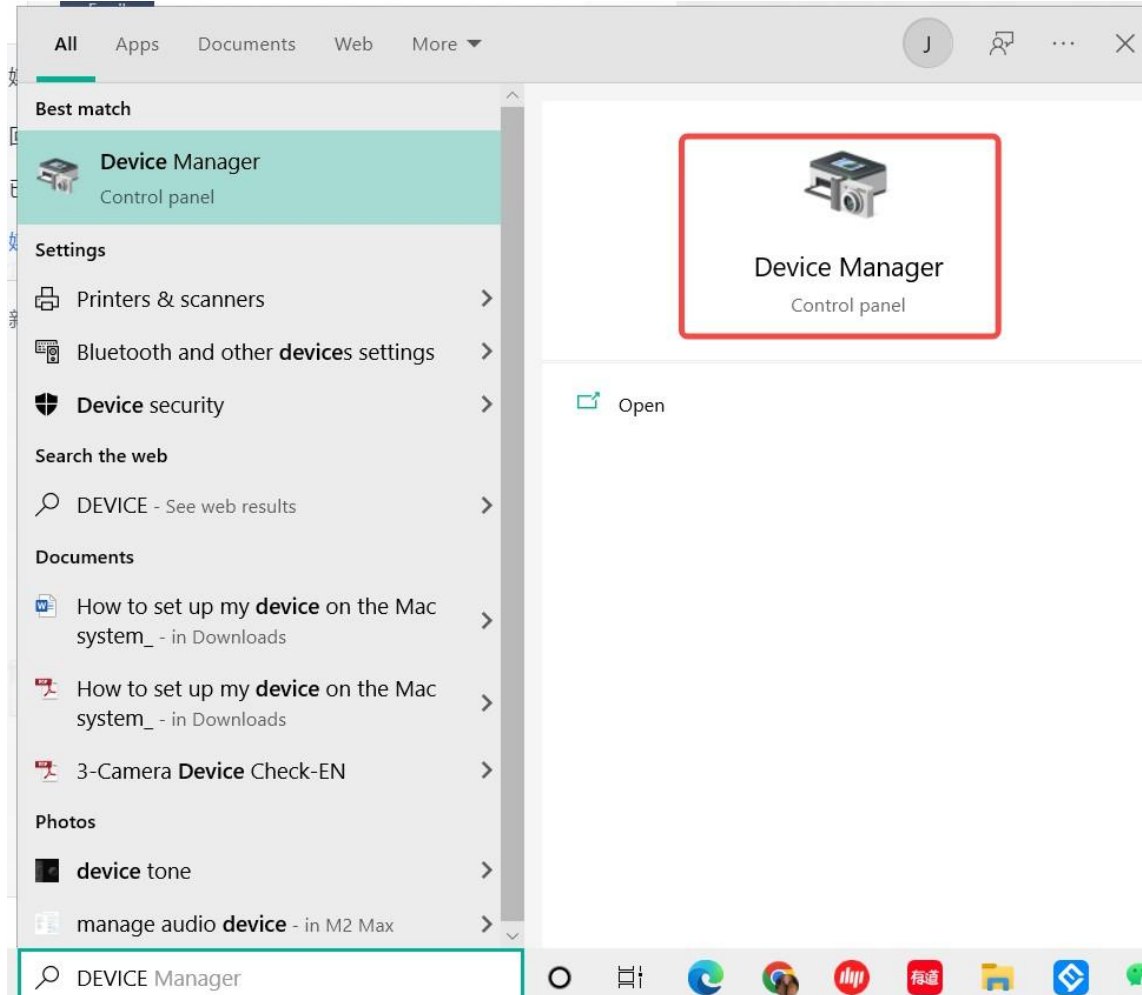 All Apps Documents Web More
J
Best match
Device Manager
Control panel
Settings
Printers & scanners
Bluetooth and other devices settings
Device security
Search the web
DEVICE - See web results
Documents
How to set up my device on the Mac
system_ - in Downloads
How to set up my device on the Mac
system_ - in Downloads
3-Camera Device Check-EN
Photos
device tone
manage audio device - in M2 Max
DEVICE Manager
Device Manager
Control panel
Open
有道